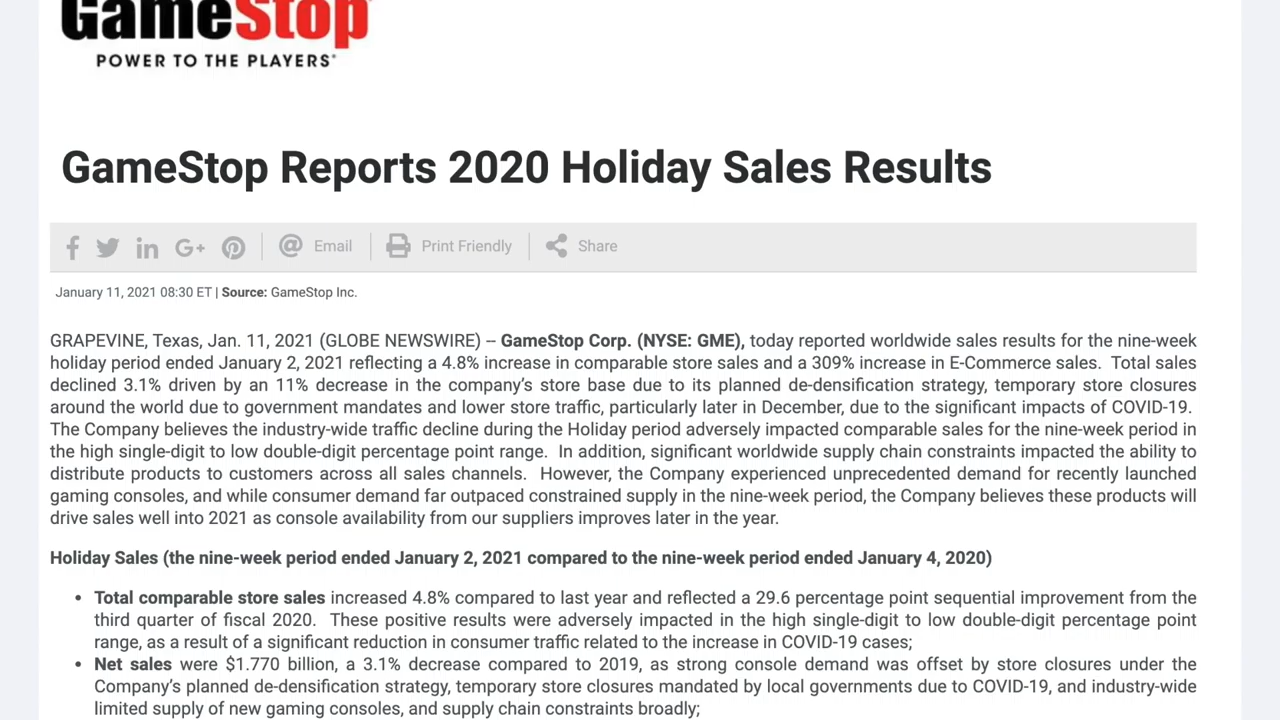 GameStop
POWER TO THE PLAYERS®
GameStop Reports 2020 Holiday Sales Results
Email Print Friendly Share
January 11, 2021 08:30 ET | Source: GameStop Inc.
GRAPEVINE, Texas, Jan. 11, 2021 (GLOBE NEWSWIRE) -- GameStop Corp. (NYSE: GME), today reported worldwide sales results for the nine-week
holiday period ended January 2, 2021 reflecting a 4.8% increase in comparable store sales and a 309% increase in E-Commerce sales. Total sales
declined 3.1% driven by an 11% decrease in the company's store base due to its planned de-densification strategy, temporary store closures
around the world due to government mandates and lower store traffic, particularly later in December, due to the significant impacts of COVID-19.
The Company believes the industry-wide traffic decline during the Holiday period adversely impacted comparable sales for the nine-week period in
the high single-digit to low double-digit percentage point range. In addition, significant worldwide supply chain constraints impacted the ability to
distribute products to customers across all sales channels. However, the Company experienced unprecedented demand for recently launched
gaming consoles, and while consumer demand far outpaced constrained supply in the nine-week period, the Company believes these products will
drive sales well into 2021 as console availability from our suppliers improves later in the year.
Holiday Sales (the nine-week period ended January 2, 2021 compared to the nine-week period ended January 4, 2020)
• Total comparable store sales increased 4.8% compared to last year and reflected a 29.6 percentage point sequential improvement from the
third quarter of fiscal 2020. These positive results were adversely impacted in the high single-digit to low double-digit percentage point
range, as a result of a significant reduction in consumer traffic related to the increase in COVID-19 cases;
• Net sales were $1.770 billion, a 3.1% decrease compared to 2019, as strong console demand was offset by store closures under the
Company's planned de-densification strategy, temporary store closures mandated by local governments due to COVID-19, and industry-wide
limited supply of new gaming consoles, and supply chain constraints broadly;